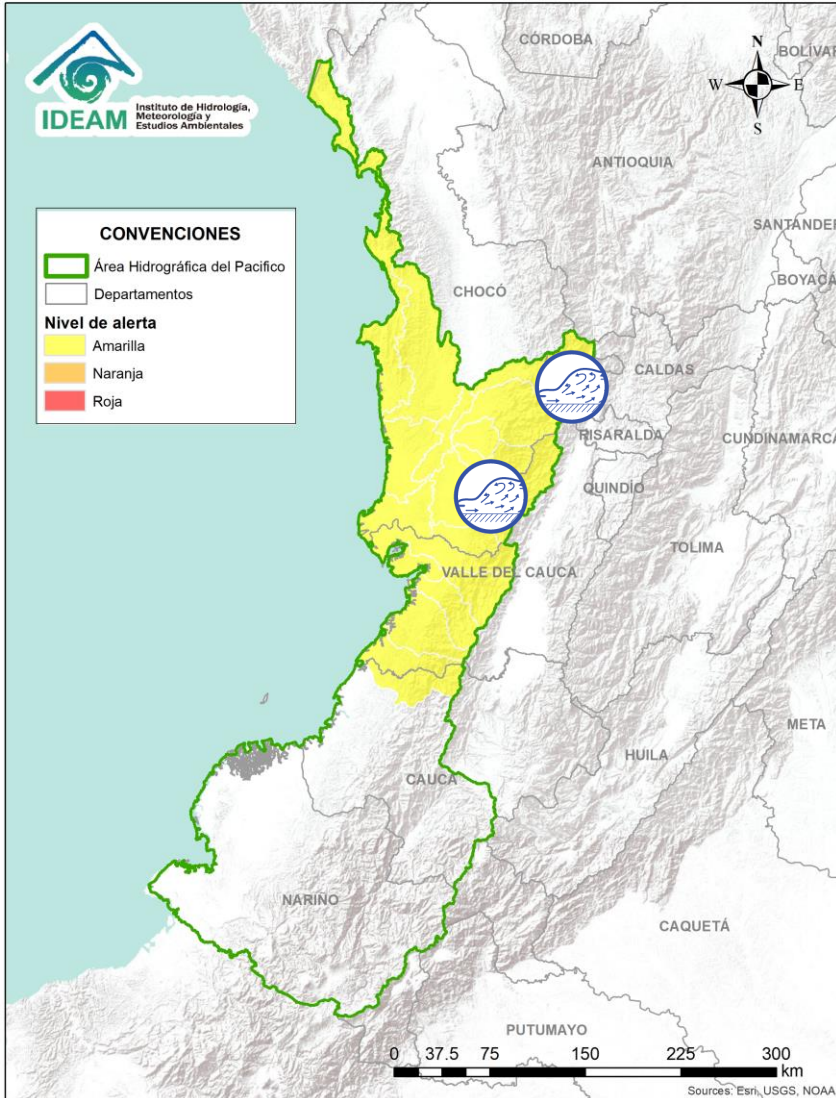 IDEAM
Instituto de Hidrología,
Meteorología y
Estudios Ambientales
CONVENCIONES
Área Hidrográfica del Pacifico
Departamentos
Nivel de alerta
Amarilla
Naranja
Roja
N
W
E
S
CÓRDOBA
BOLÍVAR
ANTIOQUIA
SANTANDER
BOYACÁ
CHOCÓ
CALDAS
RISARALDA
CUNDINAMARCA
QUINDÍO
TOLIMA
VALLE DEL CAUCA
META
HUILA
CAUCA
NARIÑO
CAQUETÁ
PUTUMAYO
0 37.5 75 150 225 300
km
Sources: Esri, USGS, NOAA